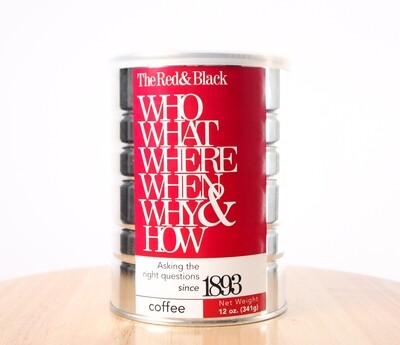 The Red & Black
WHO
WHAT
WHERE
WHEN
WHY &
HOW
Asking the
right questions
since 1893
coffee
Net Weight
12 oz. (341g)